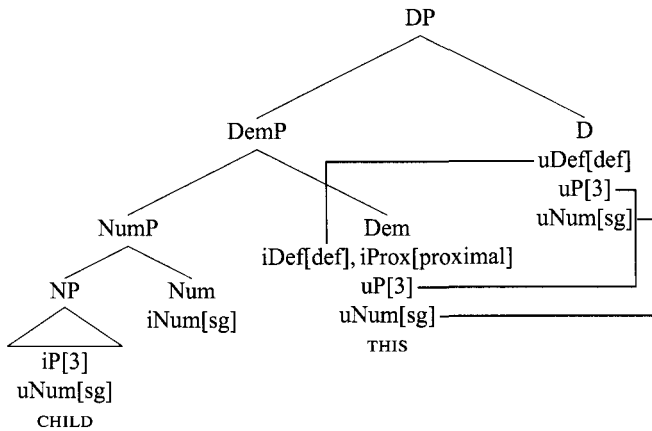 DP
DemP D
uDef[def]
uP[3]
NumP Dem uNum[sg]
iDef[def], iProx[proximal]
NP Num uP[3]
iNum[sg] uNum[sg]
THIS
iP[3]
uNum[sg]
CHILD